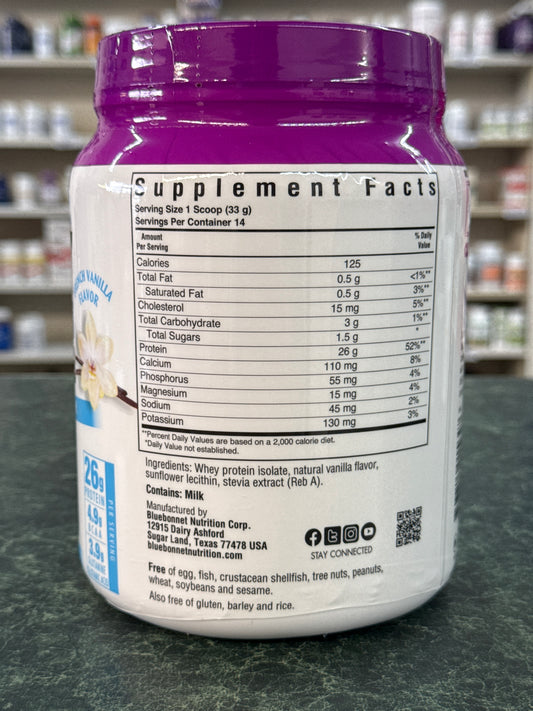 Supplement Facts
Serving Size 1 Scoop (33 g)
Servings Per Container 14
Amount Per Serving % Daily Value
Calories 125
Total Fat 0.5 g <1%**
Saturated Fat 0.5 g 3%**
Cholesterol 15 mg 5%**
Total Carbohydrate 3 g 1%**
Total Sugars 1.5 g *
Protein 26 g 52%**
Calcium 110 mg 8%
Phosphorus 55 mg 4%
Magnesium 15 mg 4%
Sodium 45 mg 2%
Potassium 130 mg 3%
**Percent Daily Values are based on a 2,000 calorie diet.
*Daily Value not established.
Ingredients: Whey protein isolate, natural vanilla flavor,
sunflower lecithin, stevia extract (Reb A).
Contains: Milk
Manufactured by
Bluebonnet Nutrition Corp.
12915 Dairy Ashford
Sugar Land, Texas 77478 USA
bluebonnetnutrition.com
STAY CONNECTED
Free of egg, fish, crustacean shellfish, tree nuts, peanuts,
wheat, soybeans and sesame.
Also free of gluten, barley and rice.
VANILLA
FLAVOR
26g
PROTEIN
4.9g
BCAA
3.9g
PER SERVING